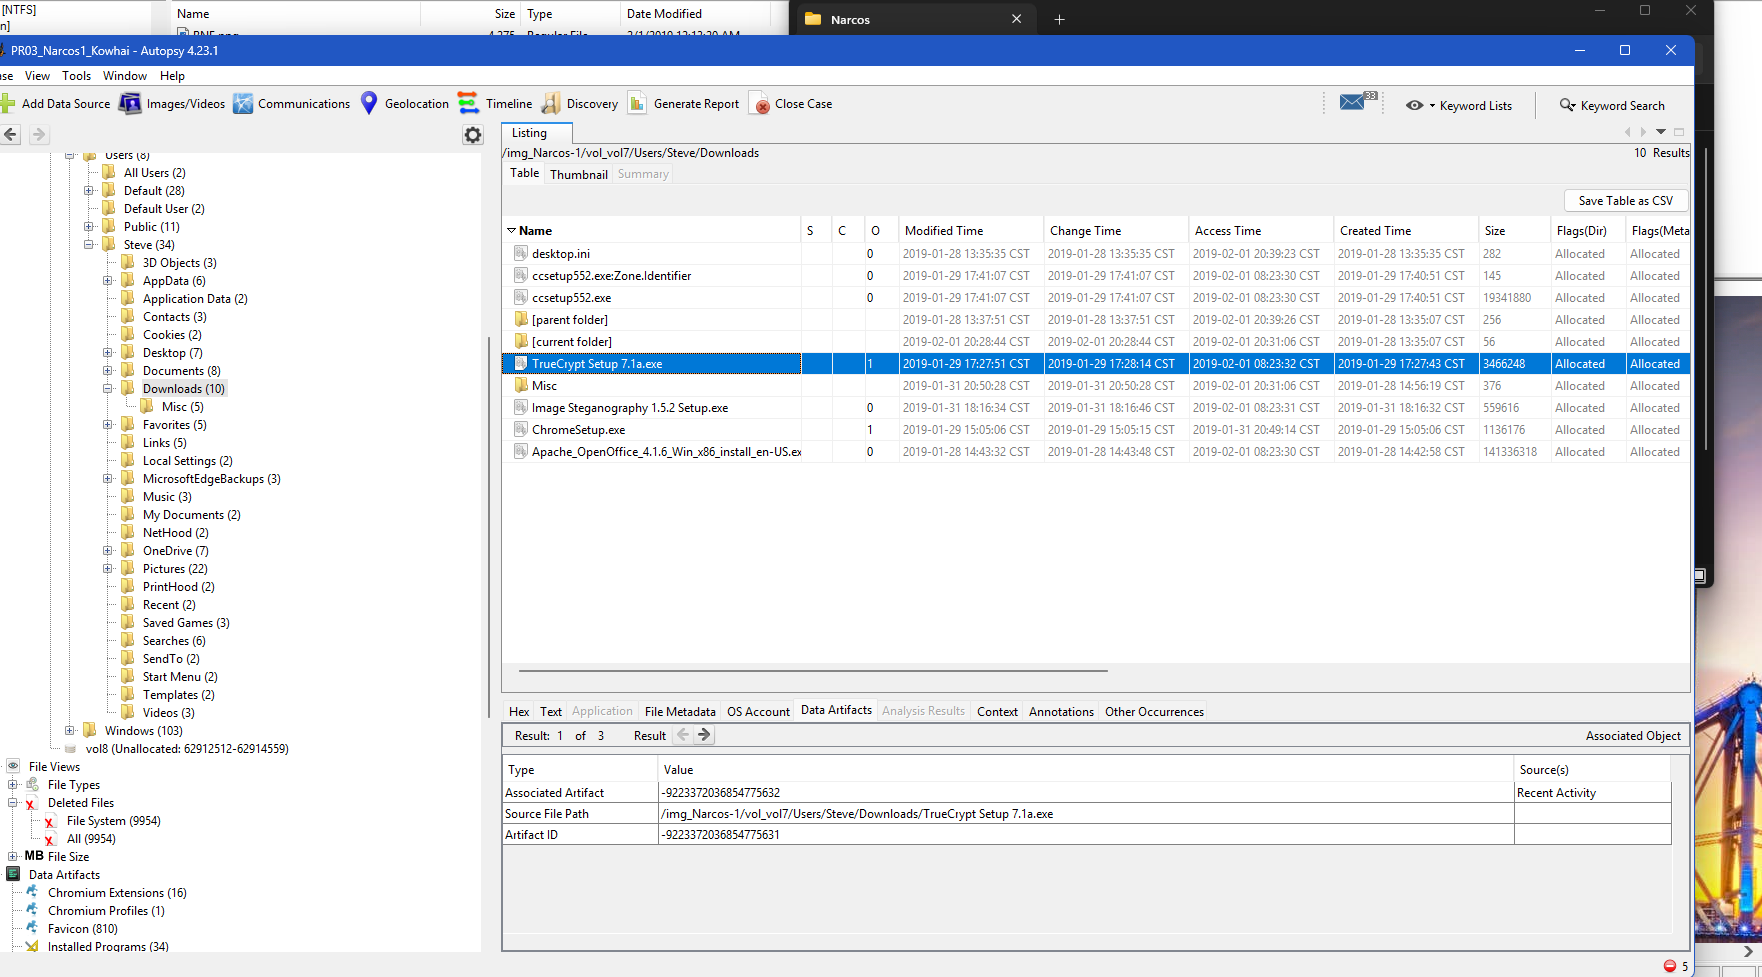 [NTFS]
n]
Name Size Type Date Modified
Narcos
PR03_Narcos1_Kowhai - Autopsy 4.23.1
ase View Tools Window Help
Add Data Source Images/Videos Communications Geolocation Timeline Discovery Generate Report Close Case 33 Keyword Lists Keyword Search
Listing
/img_Narcos-1/vol_vol7/Users/Steve/Downloads 10 Results
Table Thumbnail Summary
Save Table as CSV
Name S C O Modified Time Change Time Access Time Created Time Size Flags(Dir) Flags(Meta
desktop.ini 0 2019-01-28 13:35:35 CST 2019-01-28 13:35:35 CST 2019-02-01 20:39:23 CST 2019-01-28 13:35:35 CST 282 Allocated Allocated
ccsetup552.exe:Zone.Identifier 0 2019-01-29 17:41:07 CST 2019-01-29 17:41:07 CST 2019-02-01 08:23:30 CST 2019-01-29 17:40:51 CST 145 Allocated Allocated
ccsetup552.exe 0 2019-01-29 17:41:07 CST 2019-01-29 17:41:07 CST 2019-02-01 08:23:30 CST 2019-01-29 17:40:51 CST 19341880 Allocated Allocated
[parent folder] 2019-01-28 13:37:51 CST 2019-01-28 13:37:51 CST 2019-02-01 20:39:26 CST 2019-01-28 13:35:07 CST 256 Allocated Allocated
[current folder] 2019-02-01 20:28:44 CST 2019-02-01 20:28:44 CST 2019-02-01 20:31:06 CST 2019-01-28 13:35:07 CST 56 Allocated Allocated
TrueCrypt Setup 7.1a.exe 1 2019-01-29 17:27:51 CST 2019-01-29 17:28:14 CST 2019-02-01 08:23:32 CST 2019-01-29 17:27:43 CST 3466248 Allocated Allocated
Misc 2019-01-31 20:50:28 CST 2019-01-31 20:50:28 CST 2019-02-01 20:31:06 CST 2019-01-28 14:56:19 CST 376 Allocated Allocated
Image Steganography 1.5.2 Setup.exe 0 2019-01-31 18:16:34 CST 2019-01-31 18:16:46 CST 2019-02-01 08:23:31 CST 2019-01-31 18:16:32 CST 559616 Allocated Allocated
ChromeSetup.exe 1 2019-01-29 15:05:06 CST 2019-01-29 15:05:15 CST 2019-01-31 20:49:14 CST 2019-01-29 15:05:06 CST 1136176 Allocated Allocated
Apache_OpenOffice_4.1.6_Win_x86_install_en-US.ex 0 2019-01-28 14:43:32 CST 2019-01-28 14:43:48 CST 2019-02-01 08:23:30 CST 2019-01-28 14:42:58 CST 141336318 Allocated Allocated
Users (8)
All Users (2)
Default (28)
Default User (2)
Public (11)
Steve (34)
3D Objects (3)
AppData (6)
Application Data (2)
Contacts (3)
Cookies (2)
Desktop (7)
Documents (8)
Downloads (10)
Misc (5)
Favorites (5)
Links (5)
Local Settings (2)
MicrosoftEdgeBackups (3)
Music (3)
My Documents (2)
NetHood (2)
OneDrive (7)
Pictures (22)
PrintHood (2)
Recent (2)
Saved Games (3)
Searches (6)
SendTo (2)
Start Menu (2)
Templates (2)
Videos (3)
Windows (103)
vol8 (Unallocated: 62912512-62914559)
File Views
File Types
Deleted Files
File System (9954)
All (9954)
MB File Size
Data Artifacts
Chromium Extensions (16)
Chromium Profiles (1)
Favicon (810)
Installed Programs (34)
Hex Text Application File Metadata OS Account Data Artifacts Analysis Results Context Annotations Other Occurrences
Result: 1 of 3 Result Associated Object
Type Value Source(s)
Associated Artifact -9223372036854775632 Recent Activity
Source File Path /img_Narcos-1/vol_vol7/Users/Steve/Downloads/TrueCrypt Setup 7.1a.exe
Artifact ID -9223372036854775631
5